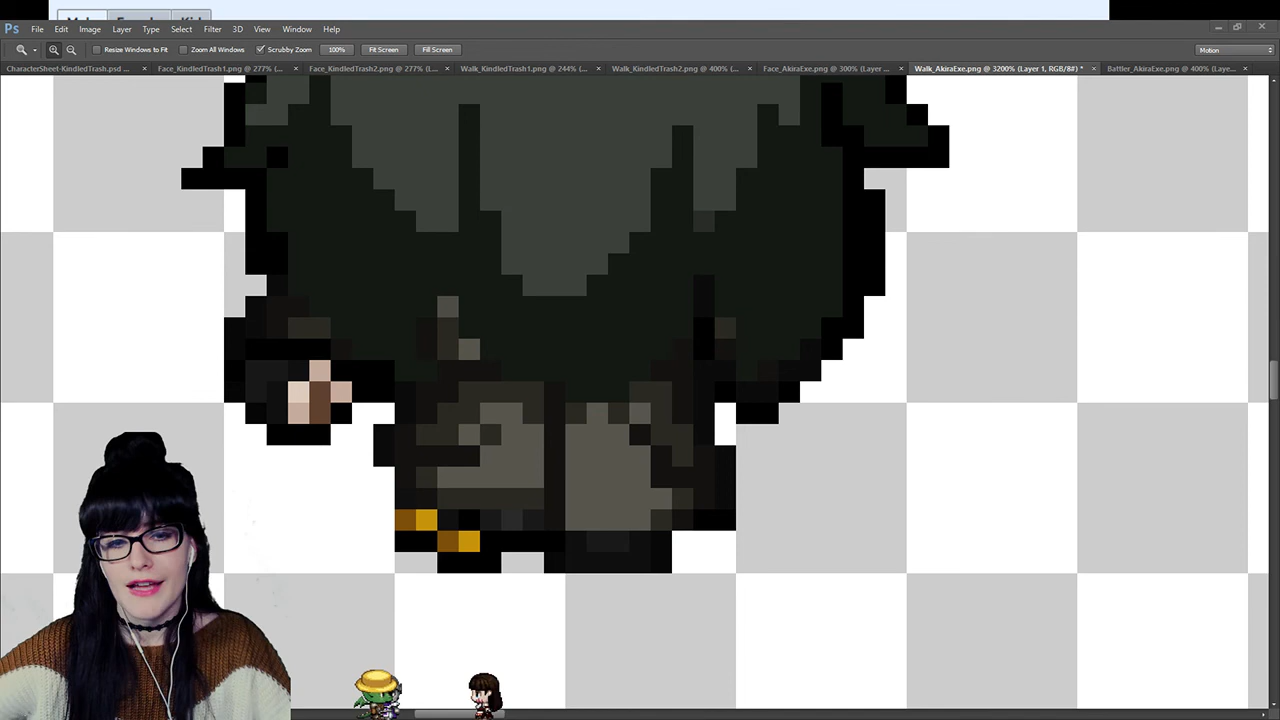 Ps File Edit Image Layer Type Select Filter 3D View Window Help
Resize Windows to Fit Zoom All Windows Scrubby Zoom 100% Fit Screen Fill Screen Motion
CharacterSheet-KindledTrash.psd ... Face_KindledTrash1.png @ 277% (... Face_KindledTrash2.png @ 277% (L... Walk_KindledTrash1.png @ 244% (... Walk_KindledTrash2.png @ 400% (... Face_AkiraExe.png @ 300% (Layer ... Walk_AkiraExe.png @ 3200% (Layer 1, RGB/8#) * Battler_AkiraExe.png @ 400% (Laye...